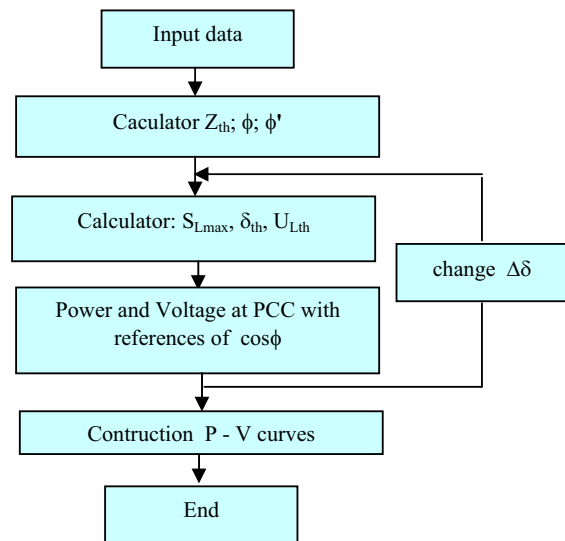 Input data
Caculator Z_th; ϕ; ϕ'
Calculator: S_Lmax, δ_th, U_Lth
change Δδ
Power and Voltage at PCC with
references of cosϕ
Contruction P - V curves
End